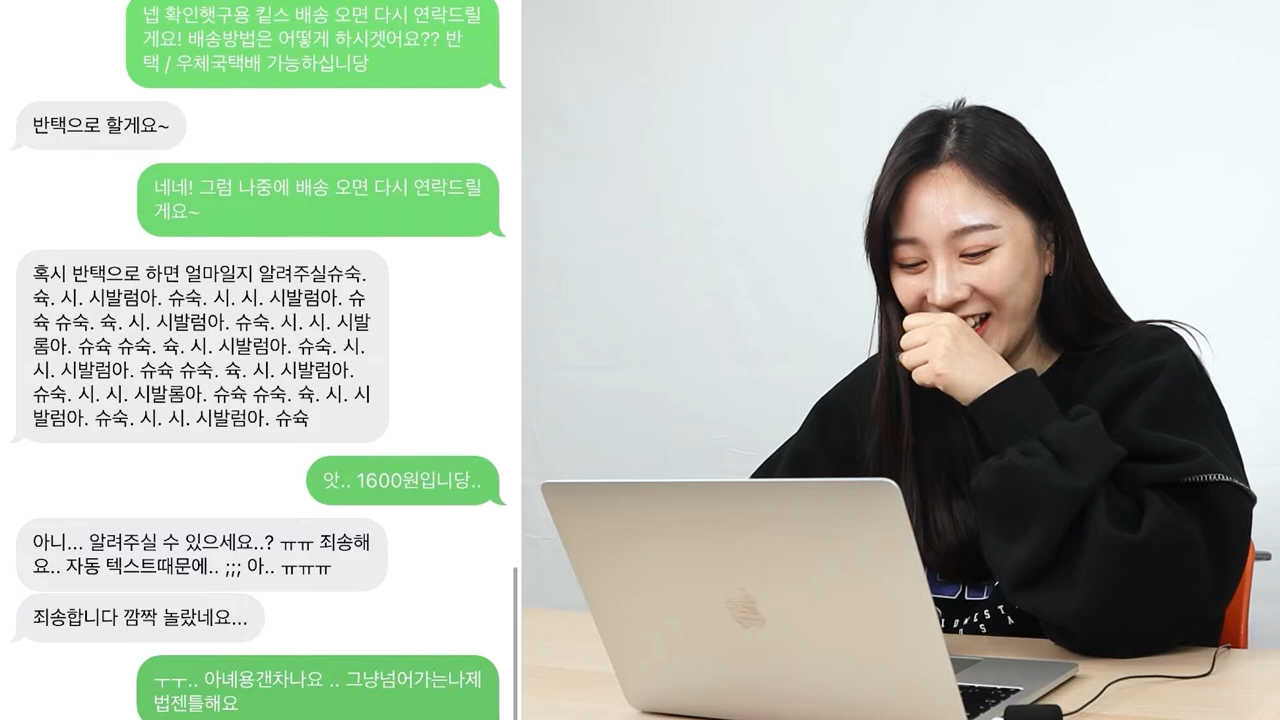 넵 확인햇구용 킽스 배송 오면 다시 연락드릴
게요! 배송방법은 어떻게 하시겟어요?? 반
택 / 우체국택배 가능하십니당
반택으로 할게요~
네네! 그럼 나중에 배송 오면 다시 연락드릴
게요~
혹시 반택으로 하면 얼마일지 알려주실슈숙.
슉. 시. 시발럼아. 슈숙. 시. 시. 시발럼아. 슈
슉 슈숙. 슉. 시. 시발럼아. 슈숙. 시. 시. 시발
롬아. 슈슉 슈숙. 슉. 시. 시발럼아. 슈숙. 시.
시. 시발럼아. 슈슉 슈숙. 슉. 시. 시발럼아.
슈숙. 시. 시. 시발롬아. 슈슉 슈숙. 슉. 시. 시
발럼아. 슈숙. 시. 시. 시발럼아. 슈슉
앗.. 1600원입니당..
아니... 알려주실 수 있으세요..? ㅠㅠ 죄송해
요.. 자동 텍스트때문에.. ;;; 아.. ㅠㅠㅠ
죄송합니다 깜짝 놀랐네요...
ㅜㅜ.. 아녜용갠차나요 .. 그냥넘어가는나제
법젠틀해요